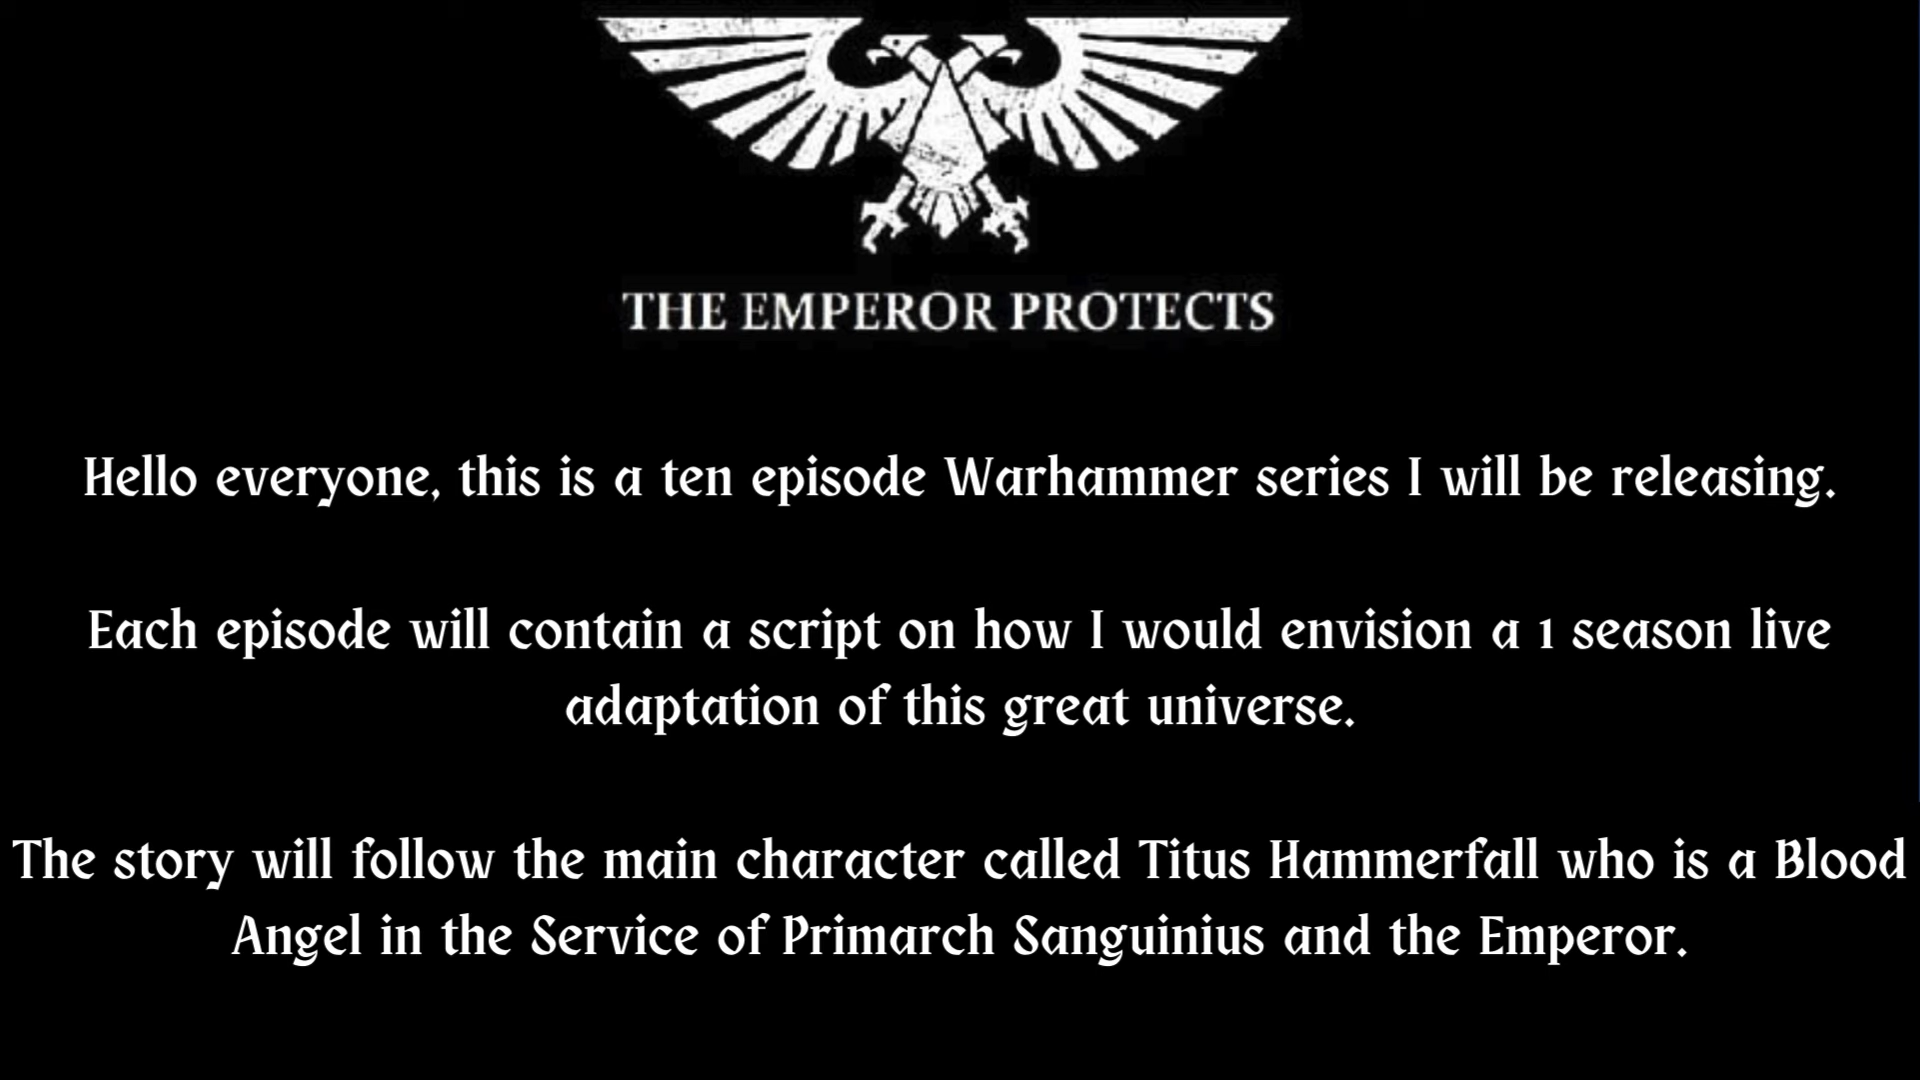 THE EMPEROR PROTECTS
Hello everyone, this is a ten episode Warhammer series I will be releasing.
Each episode will contain a script on how I would envision a 1 season live
adaptation of this great universe.
The story will follow the main character called Titus Hammerfall who is a Blood
Angel in the Service of Primarch Sanguinius and the Emperor.